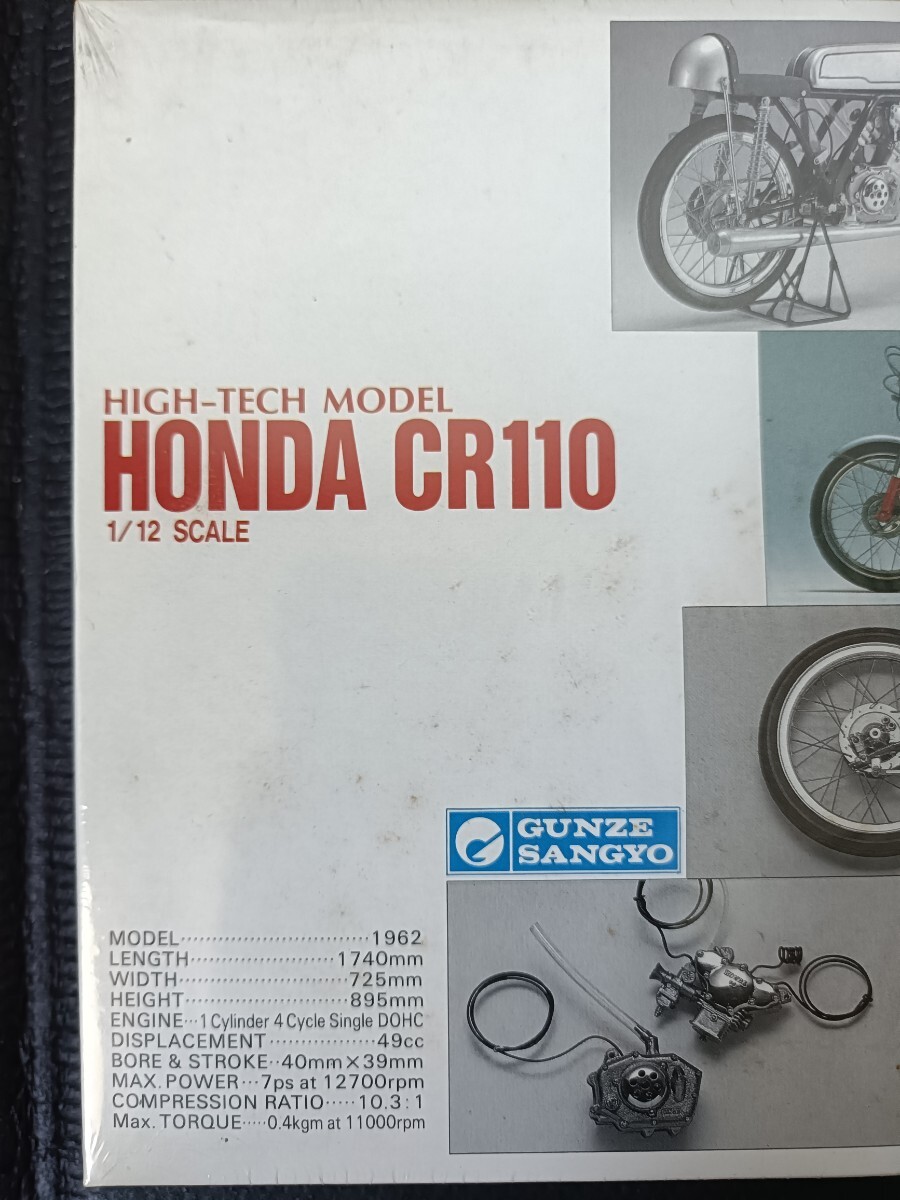 HIGH-TECH MODEL
HONDA CR110
1/12 SCALE
GUNZE
SANGYO
MODEL······························1962
LENGTH·······················1740mm
WIDTH····························725mm
HEIGHT···························895mm
ENGINE···1 Cylinder 4 Cycle Single DOHC
DISPLACEMENT··············49cc
BORE & STROKE··40mm×39mm
MAX. POWER···7ps at 12700rpm
COMPRESSION RATIO·····10.3 : 1
Max. TORQUE·····0.4kgm at 11000rpm